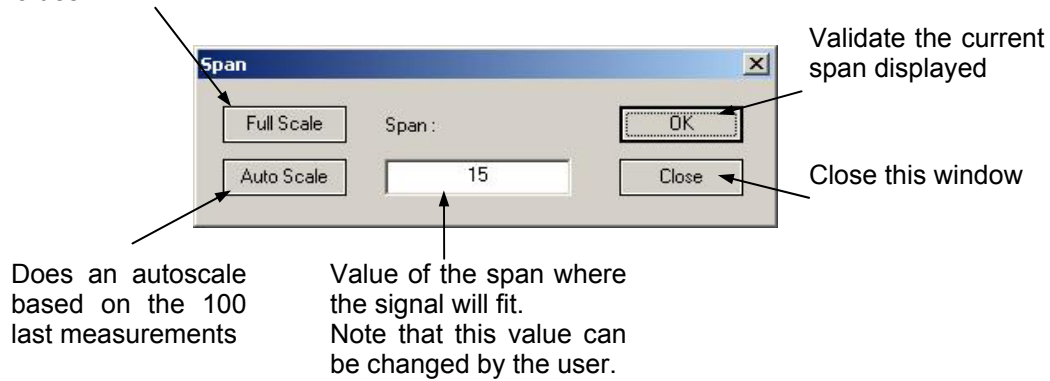 Validate the current
span displayed
Span
Full Scale
Span :
OK
Auto Scale
15
Close
Close this window
Does an autoscale
based on the 100
last measurements
Value of the span where
the signal will fit.
Note that this value can
be changed by the user.